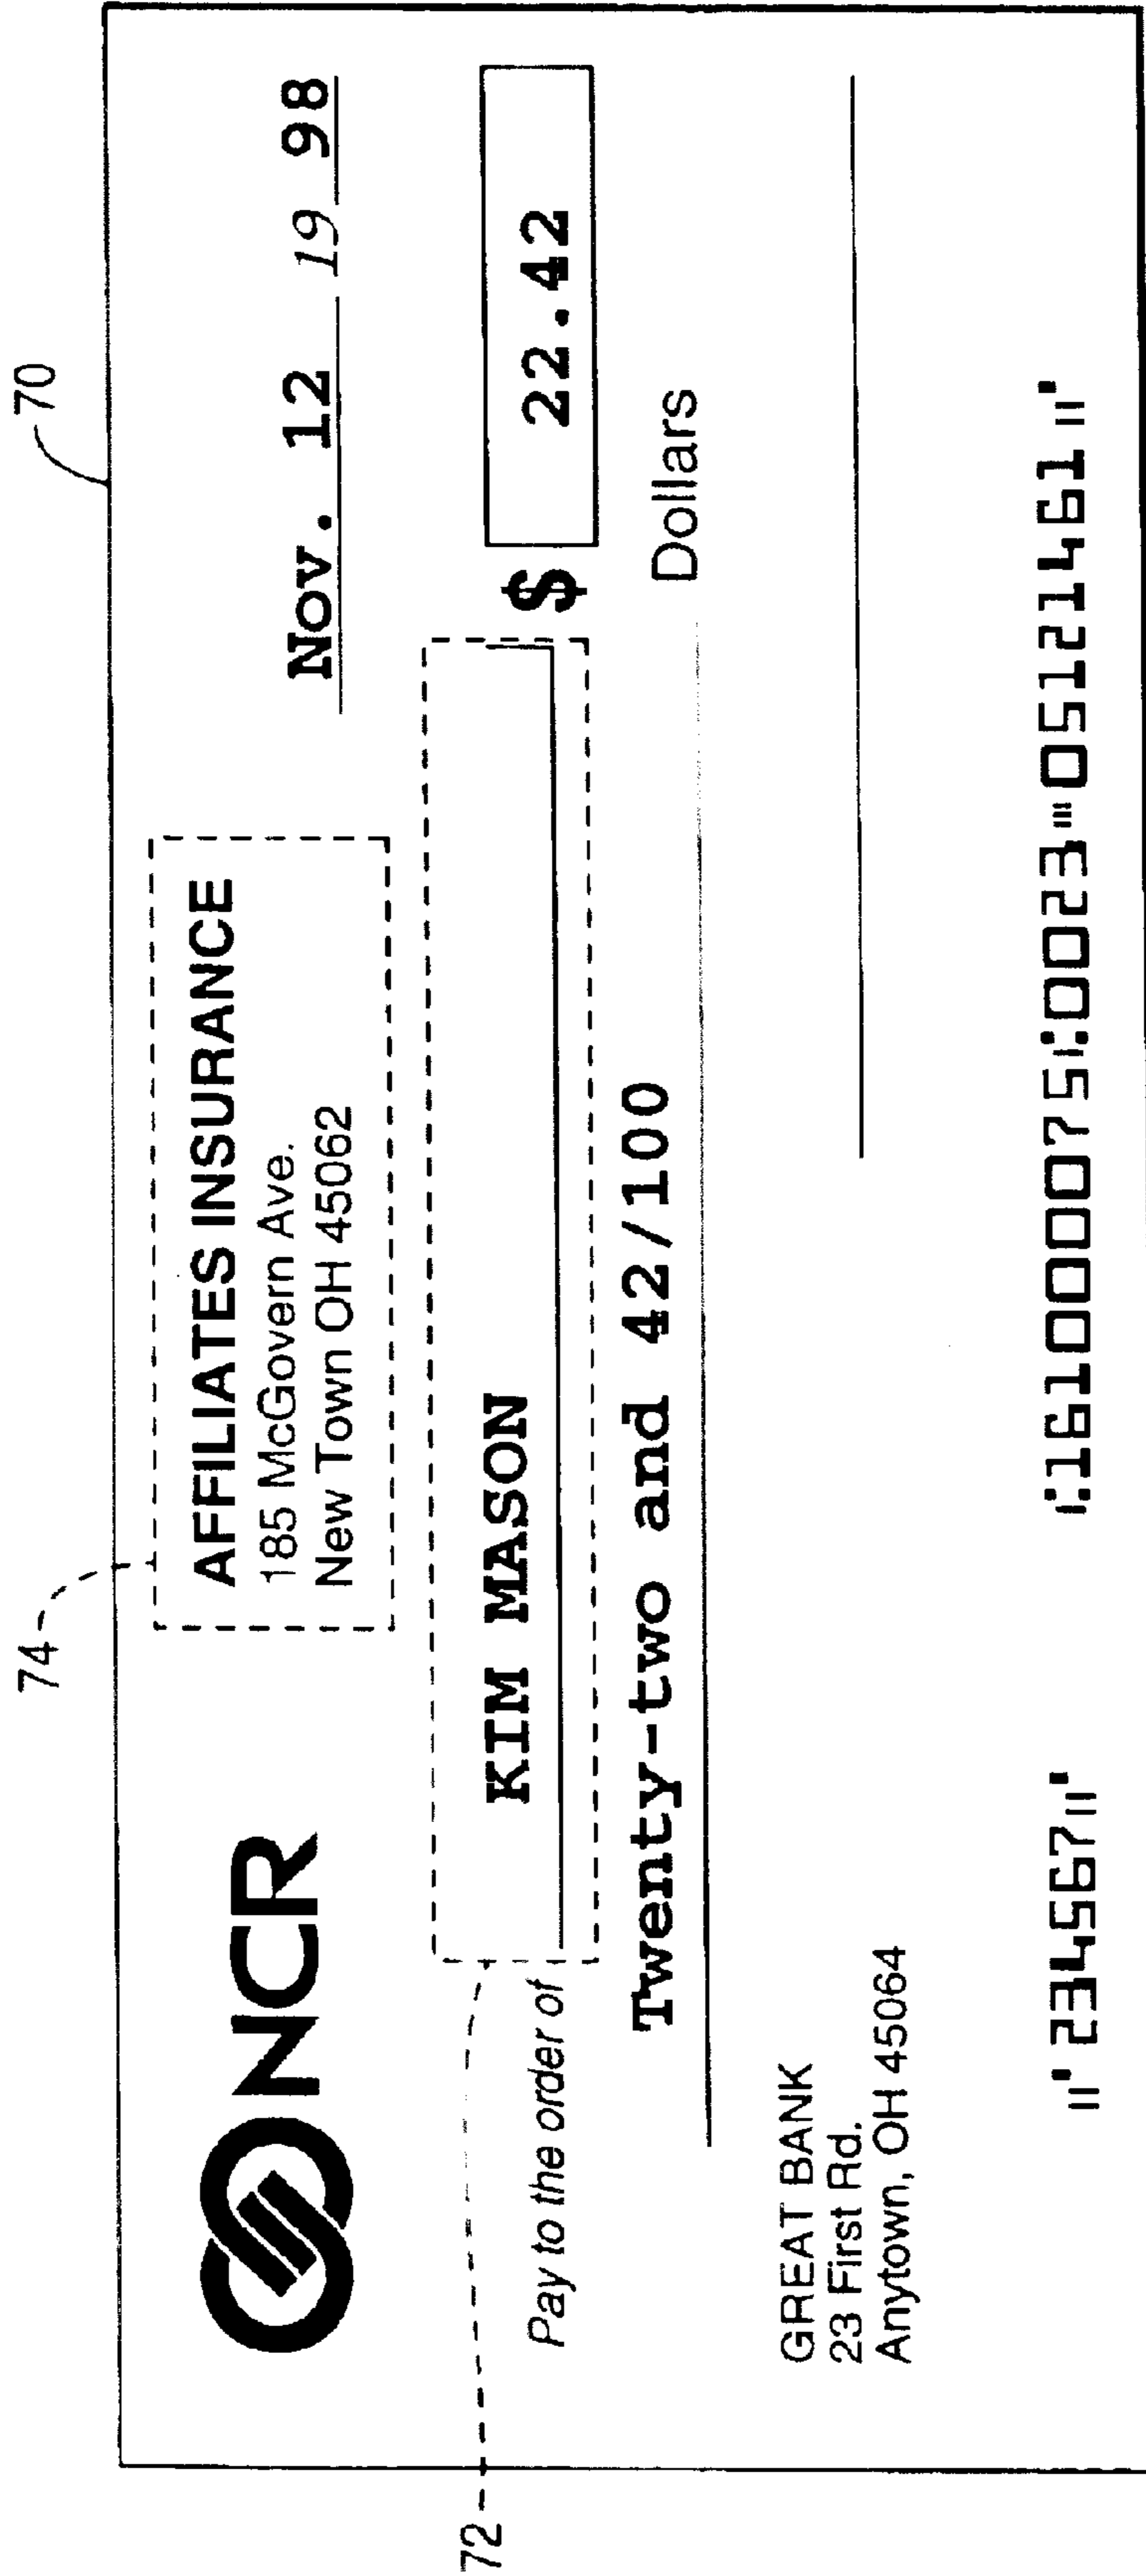 70
74
NCR
AFFILIATES INSURANCE
185 McGovern Ave.
New Town OH 45062
Nov. 12 19 98
72
Pay to the order of KIM MASON $ 22.42
Twenty-two and 42/100 Dollars
GREAT BANK
23 First Rd.
Anytown, OH 45064
⑈234567⑈ ⑆161000075⑆0023⑉05121461⑈